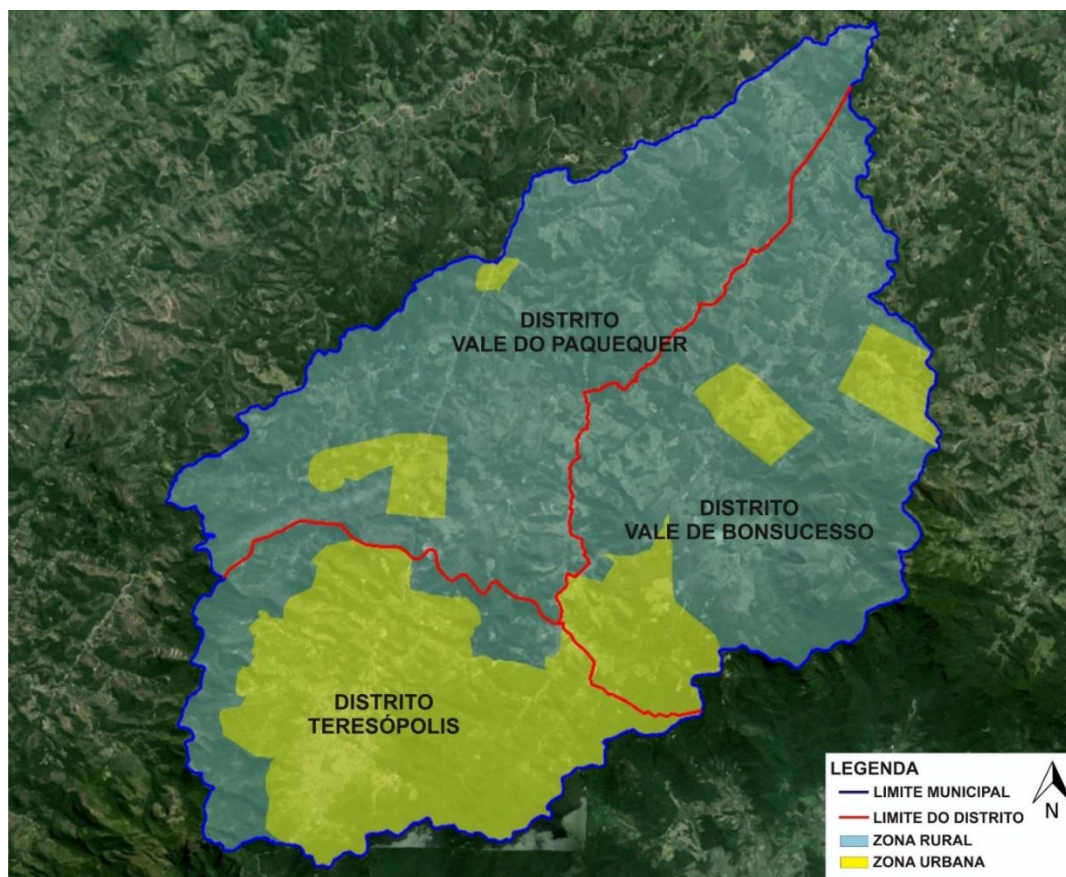 DISTRITO
VALE DO PAQUEQUER
DISTRITO
VALE DE BONSUCESSO
DISTRITO
TERESÓPOLIS
LEGENDA
LIMITE MUNICIPAL
LIMITE DO DISTRITO
ZONA RURAL
ZONA URBANA
N